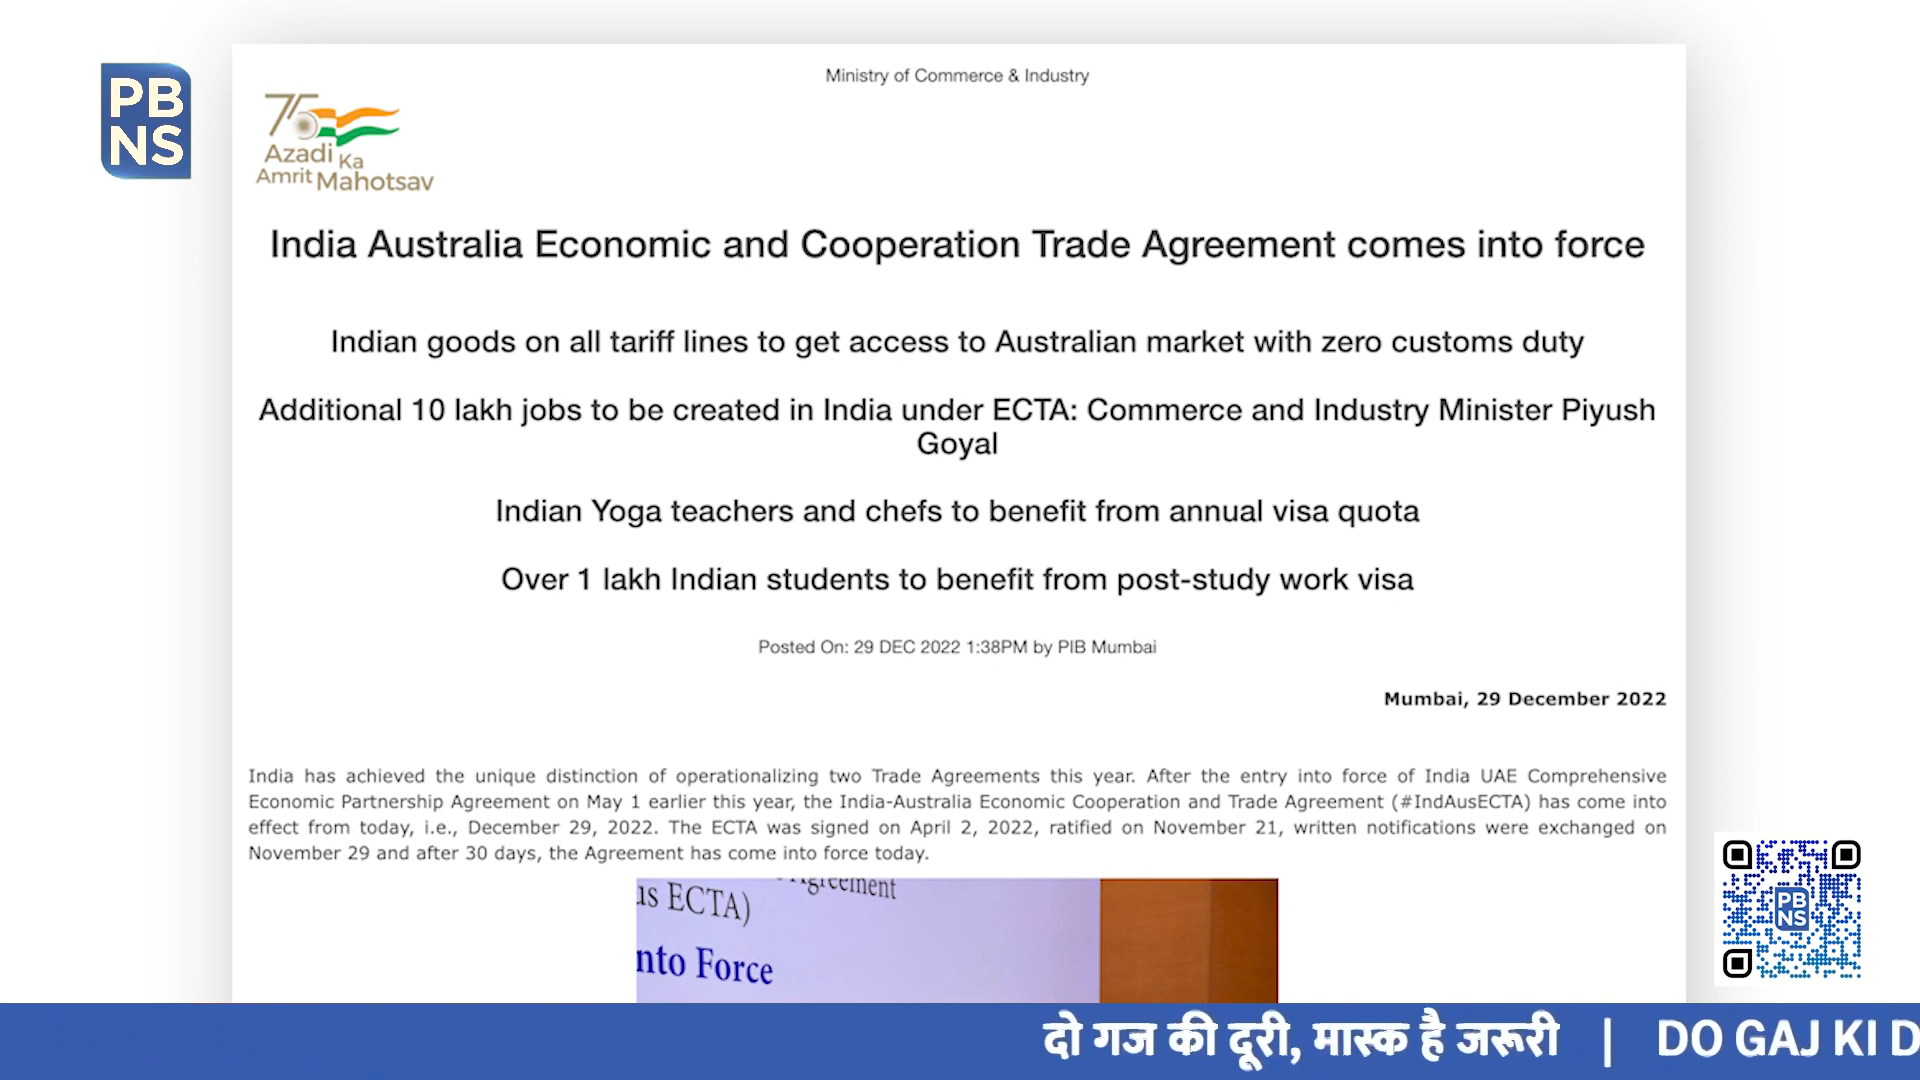 PB
NS
Ministry of Commerce & Industry
75
Azadi Ka
Amrit Mahotsav
India Australia Economic and Cooperation Trade Agreement comes into force
Indian goods on all tariff lines to get access to Australian market with zero customs duty
Additional 10 lakh jobs to be created in India under ECTA: Commerce and Industry Minister Piyush
Goyal
Indian Yoga teachers and chefs to benefit from annual visa quota
Over 1 lakh Indian students to benefit from post-study work visa
Posted On: 29 DEC 2022 1:38PM by PIB Mumbai
Mumbai, 29 December 2022
India has achieved the unique distinction of operationalizing two Trade Agreements this year. After the entry into force of India UAE Comprehensive
Economic Partnership Agreement on May 1 earlier this year, the India-Australia Economic Cooperation and Trade Agreement (#IndAusECTA) has come into
effect from today, i.e., December 29, 2022. The ECTA was signed on April 2, 2022, ratified on November 21, written notifications were exchanged on
November 29 and after 30 days, the Agreement has come into force today.
us ECTA)
nto Force
PB
NS
दो गज की दूरी, मास्क है जरूरी | DO GAJ KI D